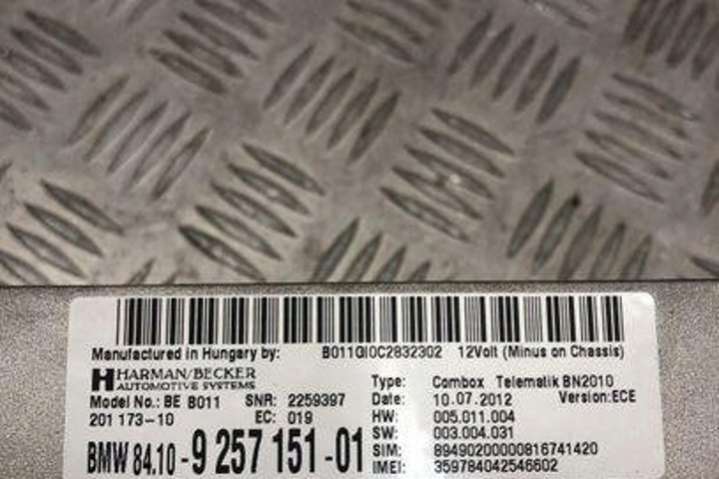 Manufactured in Hungary by: B011GI0C2832302 12Volt (Minus on Chassis)
HARMAN/BECKER
AUTOMOTIVE SYSTEMS
Model No.: BE B011 SNR: 2259397
201 173-10 EC: 019
BMW 84.10-9 257 151-01
Type: Combox Telematik BN2010
Date: 10.07.2012 Version: ECE
HW: 005.011.004
SW: 003.004.031
SIM: 89490200000816741420
IMEI: 359784042546602